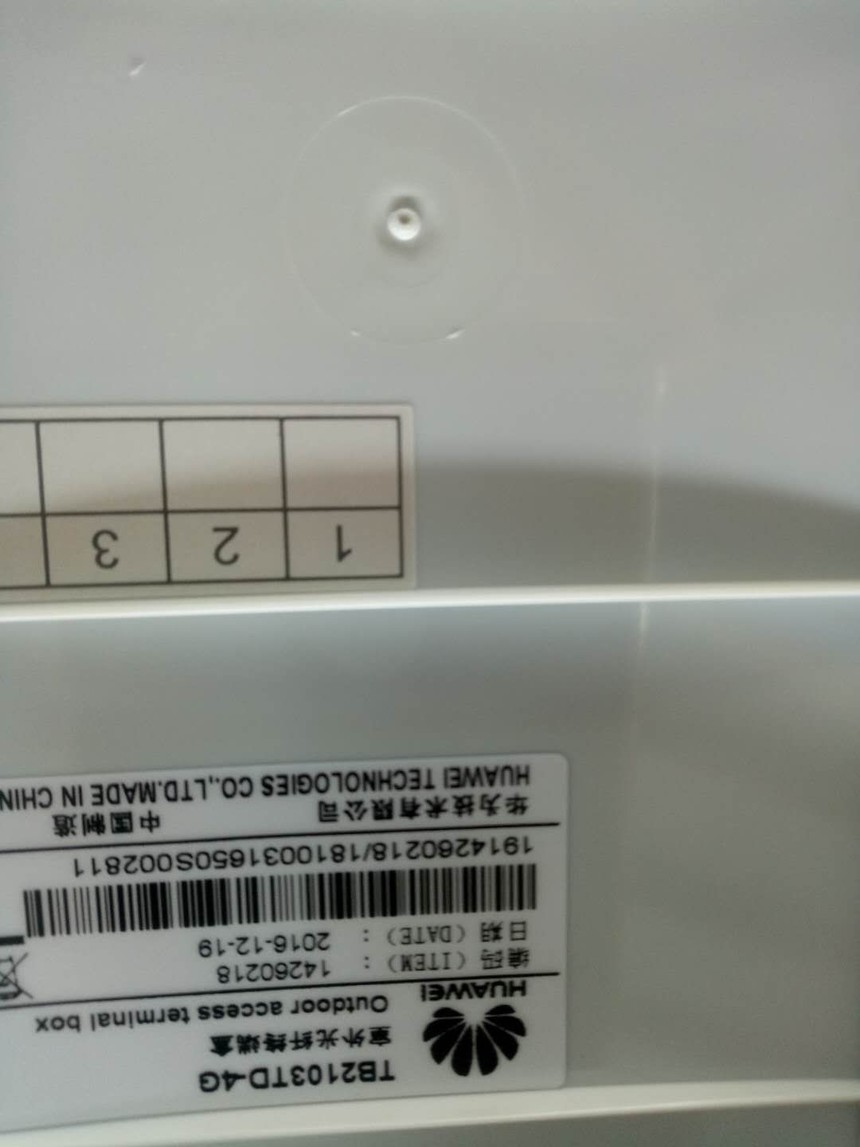 TB2103TD-4G
室外光纤终端盒
Outdoor access terminal box
HUAWEI
编码（ITEM）： 14260218
日期（DATE）： 2016-12-19
1914260218/1810031650S002811
华为技术有限公司 中国制造
HUAWEI TECHNOLOGIES CO.,LTD.MADE IN CHIN
1 2 3